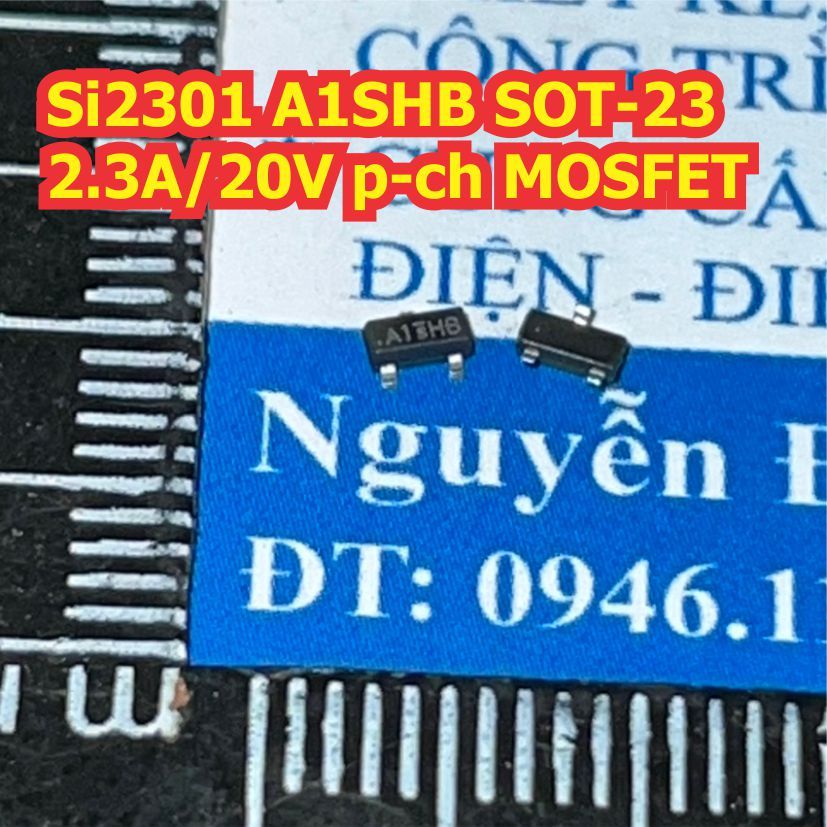 CÔNG TRÌ
Si2301 A1SHB SOT-23
2.3A/20V p-ch MOSFET
ĐIỆN - ĐI
A1SHB
Nguyễn
ĐT: 0946.1
m